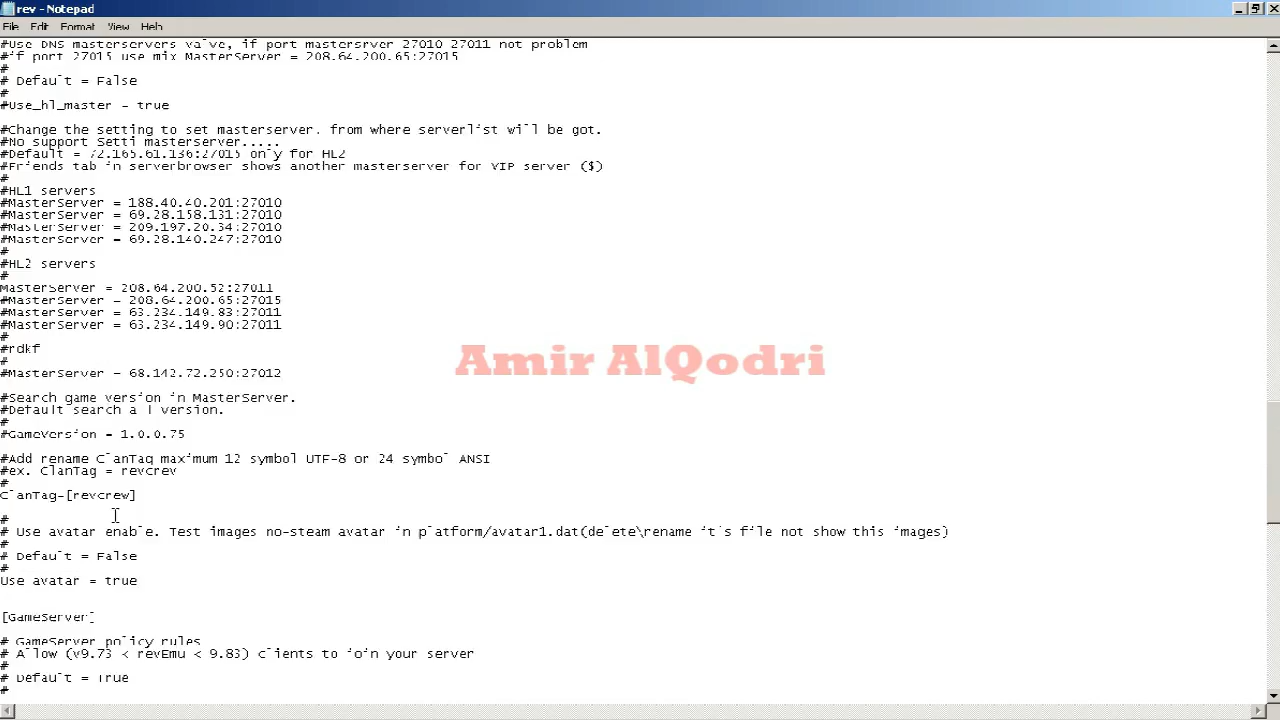 rev - Notepad
File Edit Format View Help
#Use DNS masterservers valve, if port mastersrver 27010 27011 not problem
#if port 27015 use mix MasterServer = 208.64.200.65:27015
#
# Default = False
#
#Use_hl_master = true
#Change the setting to set masterserver, from where serverlist will be got.
#No support Setti masterserver.....
#Default = 72.165.61.136:27015 only for HL2
#Friends tab in serverbrowser shows another masterserver for VIP server ($)
#
#HL1 servers
#MasterServer = 188.40.40.201:27010
#MasterServer = 69.28.158.131:27010
#MasterServer = 209.197.20.34:27010
#MasterServer = 69.28.140.247:27010
#
#HL2 servers
#
MasterServer = 208.64.200.52:27011
#MasterServer = 208.64.200.65:27015
#MasterServer = 63.234.149.83:27011
#MasterServer = 63.234.149.90:27011
#
#rdkf
#
#MasterServer = 68.142.72.250:27012
Amir AlQodri
#Search game version in MasterServer.
#Default search all version.
#
#GameVersion = 1.0.0.75
#Add rename ClanTag maximum 12 symbol UTF-8 or 24 symbol ANSI
#ex. ClanTag = revcrev
#
ClanTag=[revcrew]
#
# Use avatar enable. Test images no-steam avatar in platform/avatar1.dat(delete\rename it's file not show this images)
#
# Default = False
#
Use avatar = true
[GameServer]
# GameServer policy rules
# Allow (v9.73 < revEmu < 9.83) clients to join your server
#
# Default = True
#